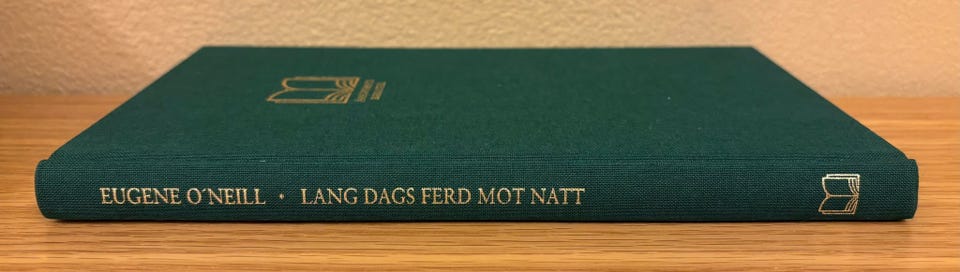 EUGENE O´NEILL · LANG DAGS FERD MOT NATT